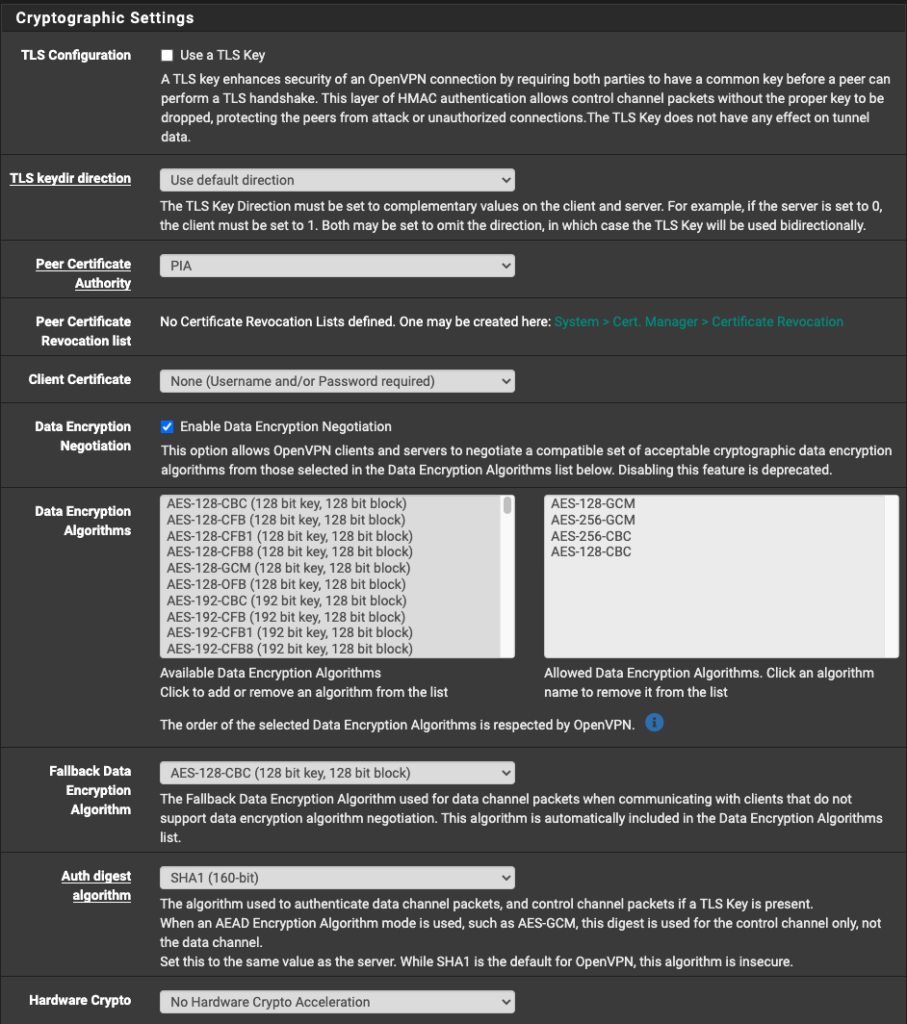 Cryptographic Settings
TLS Configuration
Use a TLS Key
A TLS key enhances security of an OpenVPN connection by requiring both parties to have a common key before a peer can
perform a TLS handshake. This layer of HMAC authentication allows control channel packets without the proper key to be
dropped, protecting the peers from attack or unauthorized connections.The TLS Key does not have any effect on tunnel
data.
TLS keydir direction
Use default direction
The TLS Key Direction must be set to complementary values on the client and server. For example, if the server is set to 0,
the client must be set to 1. Both may be set to omit the direction, in which case the TLS Key will be used bidirectionally.
Peer Certificate
Authority
PIA
Peer Certificate
Revocation list
No Certificate Revocation Lists defined. One may be created here: System > Cert. Manager > Certificate Revocation
Client Certificate
None (Username and/or Password required)
Data Encryption
Negotiation
Enable Data Encryption Negotiation
This option allows OpenVPN clients and servers to negotiate a compatible set of acceptable cryptographic data encryption
algorithms from those selected in the Data Encryption Algorithms list below. Disabling this feature is deprecated.
Data Encryption
Algorithms
AES-128-CBC (128 bit key, 128 bit block)
AES-128-CFB (128 bit key, 128 bit block)
AES-128-CFB1 (128 bit key, 128 bit block)
AES-128-CFB8 (128 bit key, 128 bit block)
AES-128-GCM (128 bit key, 128 bit block)
AES-128-OFB (128 bit key, 128 bit block)
AES-192-CBC (192 bit key, 128 bit block)
AES-192-CFB (192 bit key, 128 bit block)
AES-192-CFB1 (192 bit key, 128 bit block)
AES-192-CFB8 (192 bit key, 128 bit block)
Available Data Encryption Algorithms
Click to add or remove an algorithm from the list
AES-128-GCM
AES-256-GCM
AES-256-CBC
AES-128-CBC
Allowed Data Encryption Algorithms. Click an algorithm
name to remove it from the list
The order of the selected Data Encryption Algorithms is respected by OpenVPN.
Fallback Data
Encryption
Algorithm
AES-128-CBC (128 bit key, 128 bit block)
The Fallback Data Encryption Algorithm used for data channel packets when communicating with clients that do not
support data encryption algorithm negotiation. This algorithm is automatically included in the Data Encryption Algorithms
list.
Auth digest
algorithm
SHA1 (160-bit)
The algorithm used to authenticate data channel packets, and control channel packets if a TLS Key is present.
When an AEAD Encryption Algorithm mode is used, such as AES-GCM, this digest is used for the control channel only, not
the data channel.
Set this to the same value as the server. While SHA1 is the default for OpenVPN, this algorithm is insecure.
Hardware Crypto
No Hardware Crypto Acceleration